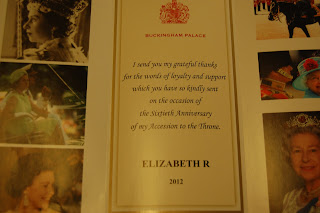 BUCKINGHAM PALACE
I send you my grateful thanks
for the words of loyalty and support
which you have so kindly sent
on the occasion of
the Sixtieth Anniversary
of my Accession to the Throne.
ELIZABETH R
2012